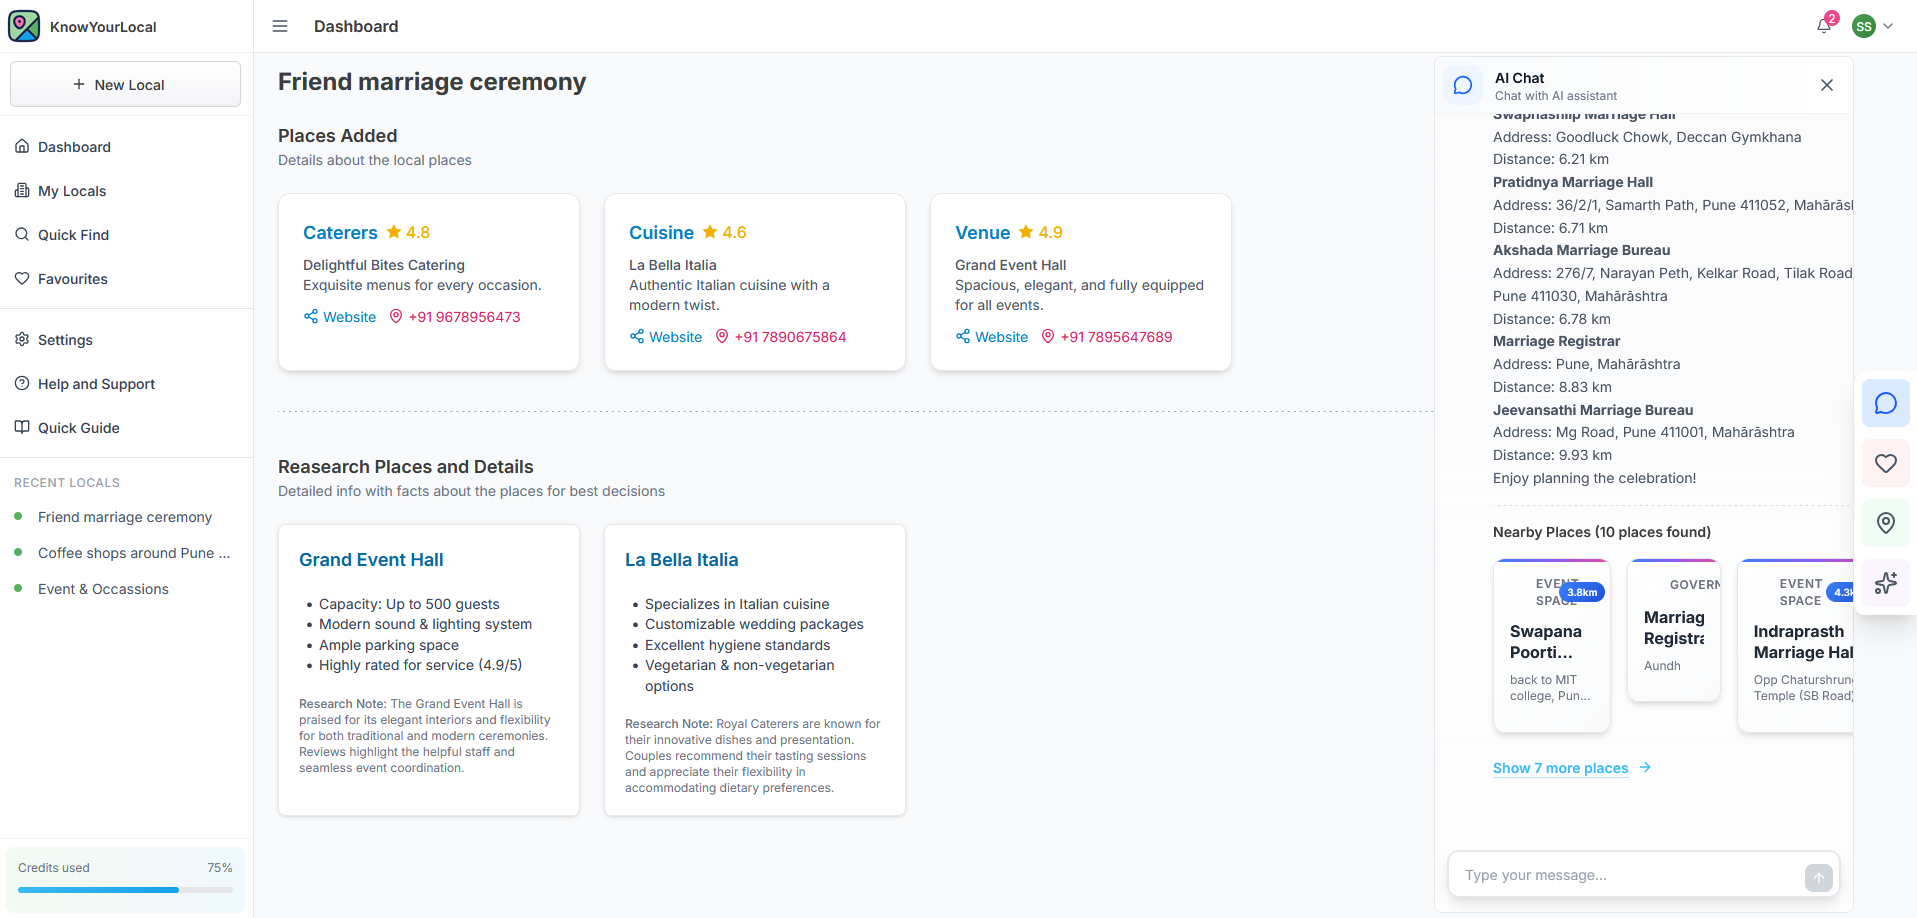 KnowYourLocal
Dashboard
2
SS
New Local
Dashboard
My Locals
Quick Find
Favourites
Settings
Help and Support
Quick Guide
RECENT LOCALS
Friend marriage ceremony
Coffee shops around Pune ...
Event & Occassions
Credits used
75%
Friend marriage ceremony
Places Added
Details about the local places
Caterers 4.8
Delightful Bites Catering
Exquisite menus for every occasion.
Website +91 9678956473
Cuisine 4.6
La Bella Italia
Authentic Italian cuisine with a
modern twist.
Website +91 7890675864
Venue 4.9
Grand Event Hall
Spacious, elegant, and fully equipped
for all events.
Website +91 7895647689
Reasearch Places and Details
Detailed info with facts about the places for best decisions
Grand Event Hall
• Capacity: Up to 500 guests
• Modern sound & lighting system
• Ample parking space
• Highly rated for service (4.9/5)
Research Note: The Grand Event Hall is
praised for its elegant interiors and flexibility
for both traditional and modern ceremonies.
Reviews highlight the helpful staff and
seamless event coordination.
La Bella Italia
• Specializes in Italian cuisine
• Customizable wedding packages
• Excellent hygiene standards
• Vegetarian & non-vegetarian
options
Research Note: Royal Caterers are known for
their innovative dishes and presentation.
Couples recommend their tasting sessions
and appreciate their flexibility in
accommodating dietary preferences.
AI Chat
Chat with AI assistant
Marriage Hall
Address: Goodluck Chowk, Deccan Gymkhana
Distance: 6.21 km
Pratidnya Marriage Hall
Address: 36/2/1, Samarth Path, Pune 411052, Mahārāsl
Distance: 6.71 km
Akshada Marriage Bureau
Address: 276/7, Narayan Peth, Kelkar Road, Tilak Road
Pune 411030, Mahārāshtra
Distance: 6.78 km
Marriage Registrar
Address: Pune, Mahārāshtra
Distance: 8.83 km
Jeevansathi Marriage Bureau
Address: Mg Road, Pune 411001, Mahārāshtra
Distance: 9.93 km
Enjoy planning the celebration!
Nearby Places (10 places found)
EVENT
SPACE
3.8km
Swapana
Poorti...
back to MIT
college, Pun...
GOVERN
Marriag
Registra
Aundh
EVENT
SPACE
4.3k
Indraprasth
Marriage Hal
Opp Chaturshrung
Temple (SB Road)
Show 7 more places
Type your message...